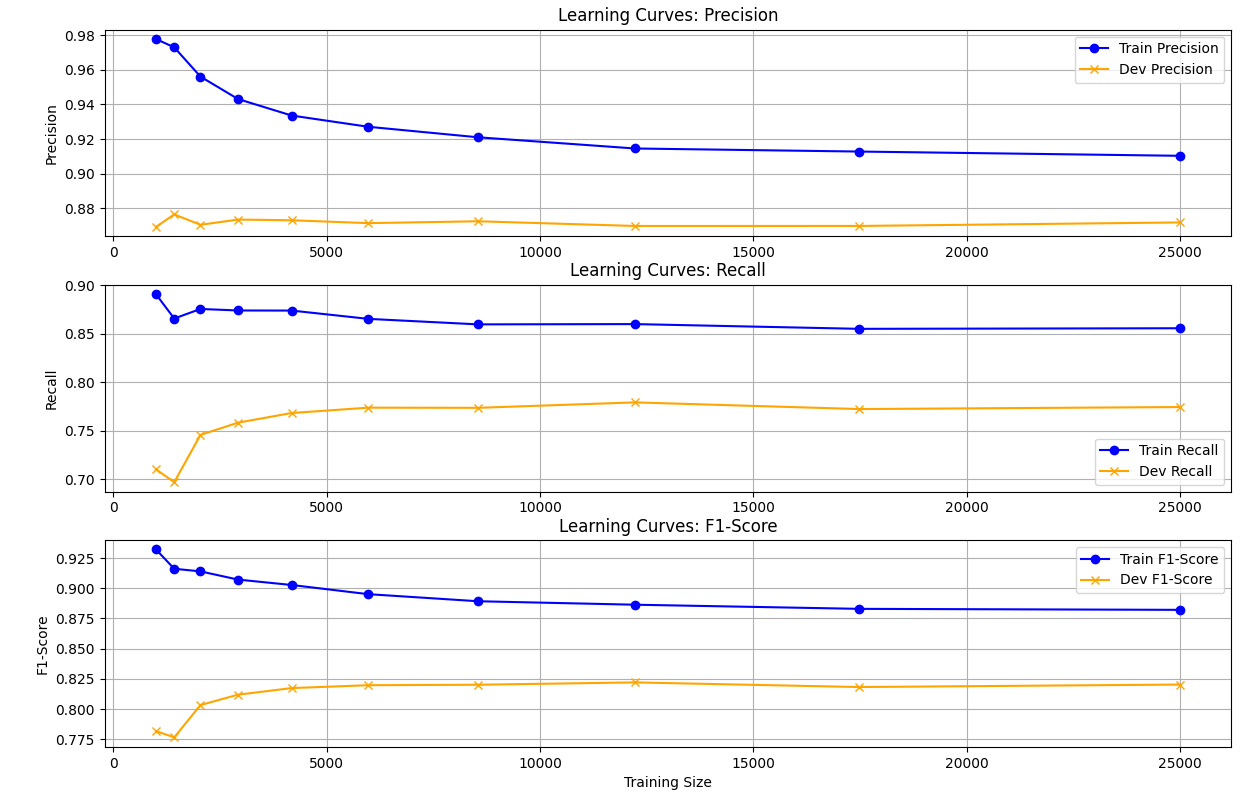 Learning Curves: Precision
0.98
0.96
0.94
0.92
0.90
0.88
Precision
Train Precision
Dev Precision
0 5000 10000 15000 20000 25000
Learning Curves: Recall
0.90
0.85
0.80
0.75
0.70
Recall
Train Recall
Dev Recall
0 5000 10000 15000 20000 25000
Learning Curves: F1-Score
0.925
0.900
0.875
0.850
0.825
0.800
0.775
F1-Score
Train F1-Score
Dev F1-Score
0 5000 10000 15000 20000 25000
Training Size